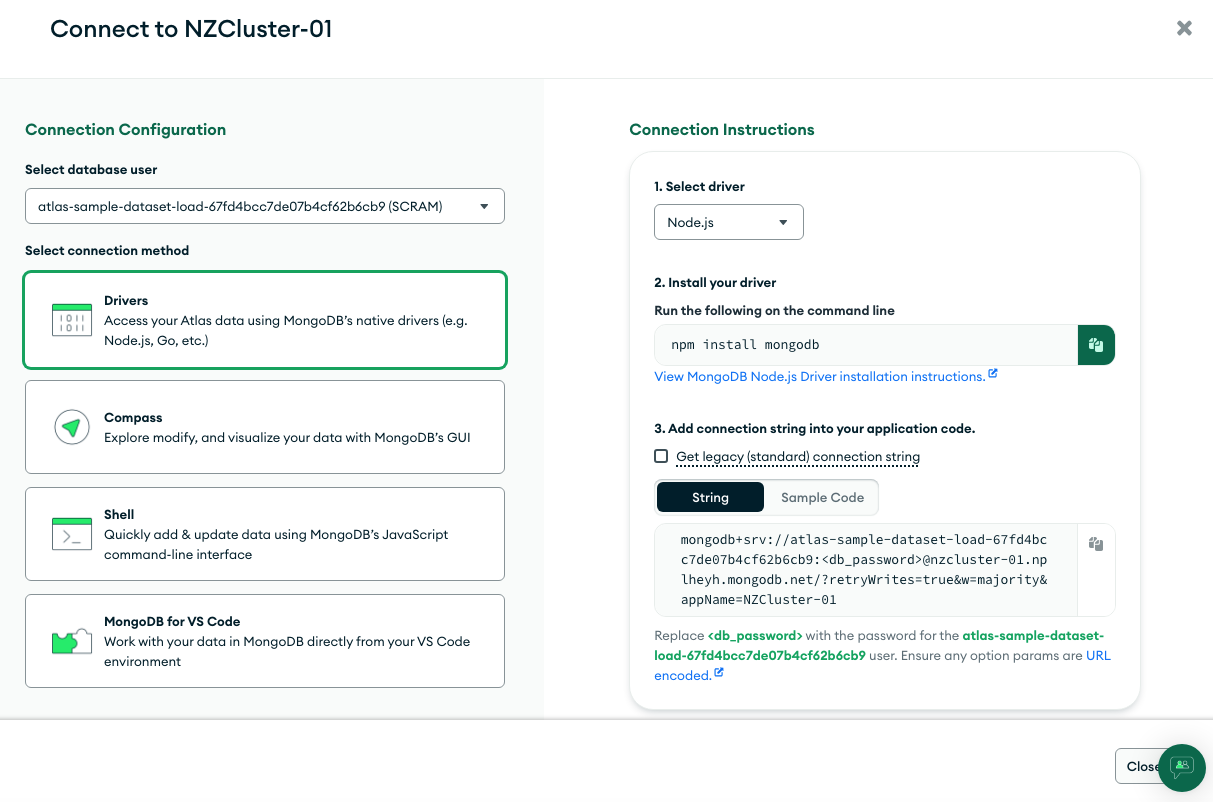 Connect to NZCluster-01
Connection Configuration
Select database user
atlas-sample-dataset-load-67fd4bcc7de07b4cf62b6cb9 (SCRAM)
Select connection method
Drivers
Access your Atlas data using MongoDB's native drivers (e.g.
Node.js, Go, etc.)
Compass
Explore modify, and visualize your data with MongoDB's GUI
Shell
Quickly add & update data using MongoDB's JavaScript
command-line interface
MongoDB for VS Code
Work with your data in MongoDB directly from your VS Code
environment
Connection Instructions
1. Select driver
Node.js
2. Install your driver
Run the following on the command line
npm install mongodb
View MongoDB Node.js Driver installation instructions.
3. Add connection string into your application code.
Get legacy (standard) connection string
String
Sample Code
mongodb+srv://atlas-sample-dataset-load-67fd4bc
c7de07b4cf62b6cb9:<db_password>@nzcluster-01.np
lheyh.mongodb.net/?retryWrites=true&w=majority&
appName=NZCluster-01
Replace <db_password> with the password for the atlas-sample-dataset-
load-67fd4bcc7de07b4cf62b6cb9 user. Ensure any option params are URL
encoded.
Close